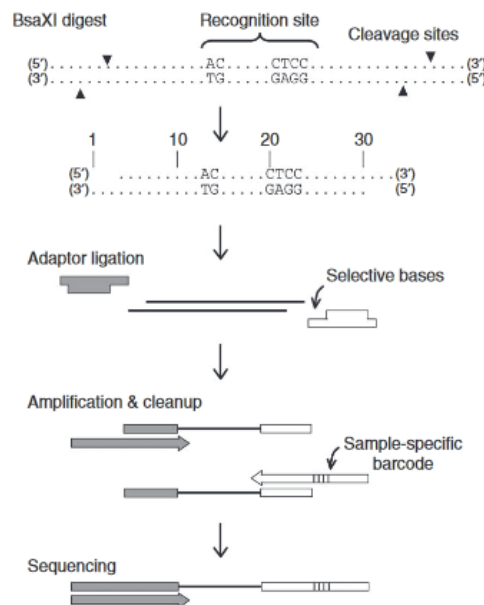 BsaXI digest
Recognition site
Cleavage sites
(5′)............AC.....CTCC............(3′)
(3′)............TG.....GAGG............(5′)
1 10 20 30
(5′) .........AC.....CTCC..........(3′)
(3′)............TG.....GAGG....... (5′)
Adaptor ligation
Selective bases
Amplification & cleanup
Sample-specific
barcode
Sequencing